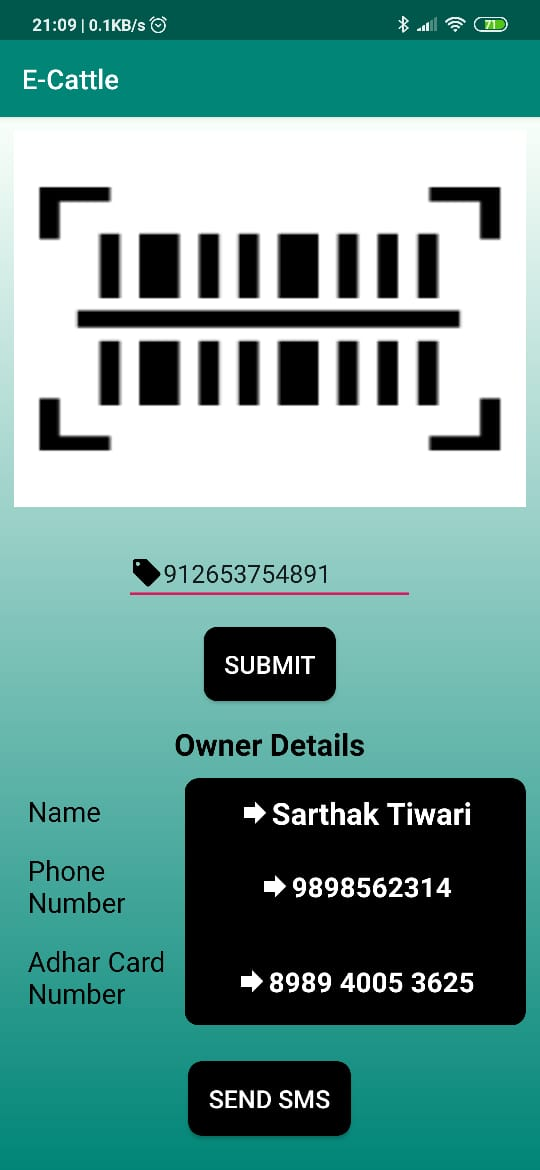 21:09 | 0.1KB/s
71
E-Cattle
912653754891
SUBMIT
Owner Details
Name
Sarthak Tiwari
Phone
Number
9898562314
Adhar Card
Number
8989 4005 3625
SEND SMS